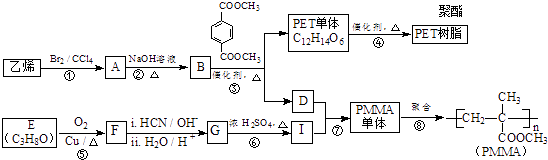 COOCH₃
COOCH₃
乙烯
Br₂/CCl₄
①
A
NaOH溶液
②△
B
催化剂，△
③
PET单体
C₁₂H₁₄O₆
催化剂，△
④
聚酯
PET树脂
D
E
(C₃H₈O)
O₂
Cu/△
⑤
F
i. HCN/OH⁻
ii. H₂O/H⁺
G
浓 H₂SO₄，△
⑥
I
⑦
PMMA
单体
聚合
⑧
[CH₂ C]n
CH₃
COOCH₃
(PMMA)